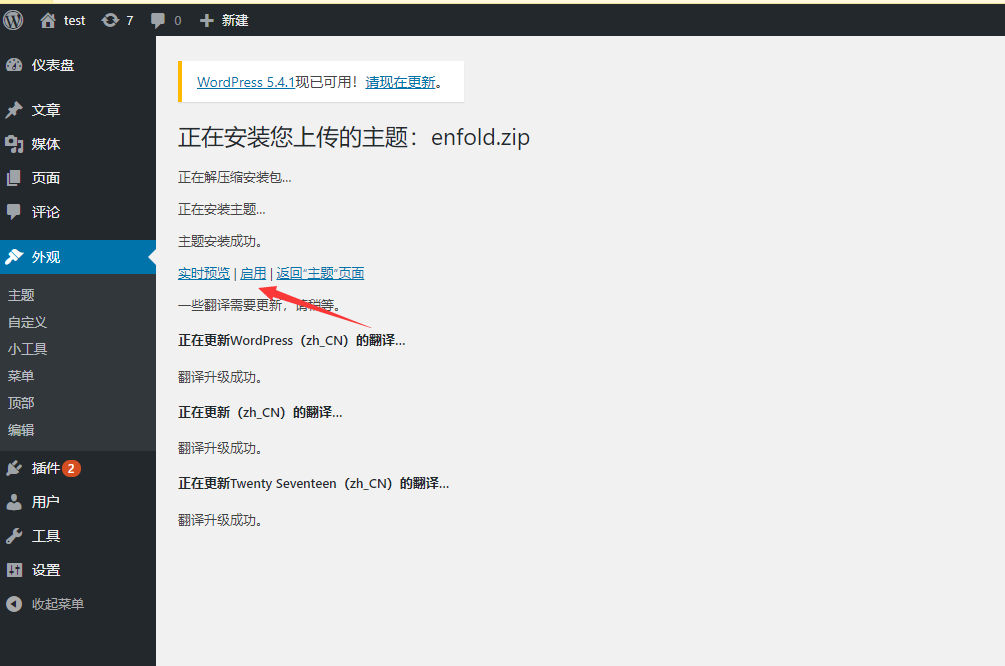 test 7 0 新建
仪表盘
文章
媒体
页面
评论
外观
主题
自定义
小工具
菜单
顶部
编辑
插件 2
用户
工具
设置
收起菜单
WordPress 5.4.1现已可用！请现在更新。
正在安装您上传的主题：enfold.zip
正在解压缩安装包…
正在安装主题…
主题安装成功。
实时预览 | 启用 | 返回“主题”页面
一些翻译需要更新，请稍等。
正在更新WordPress（zh_CN）的翻译…
翻译升级成功。
正在更新（zh_CN）的翻译…
翻译升级成功。
正在更新Twenty Seventeen（zh_CN）的翻译…
翻译升级成功。